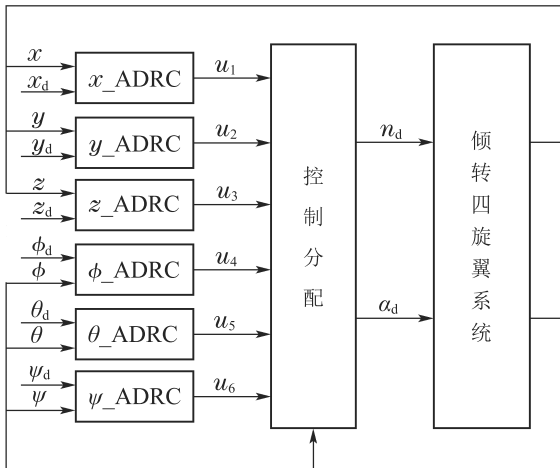 x
x_d
x_ADRC
u_1
y
y_d
y_ADRC
u_2
z
z_d
z_ADRC
u_3
ϕ_d
ϕ
ϕ_ADRC
u_4
θ_d
θ
θ_ADRC
u_5
ψ_d
ψ
ψ_ADRC
u_6
控制分配
n_d
α_d
倾转四旋翼系统